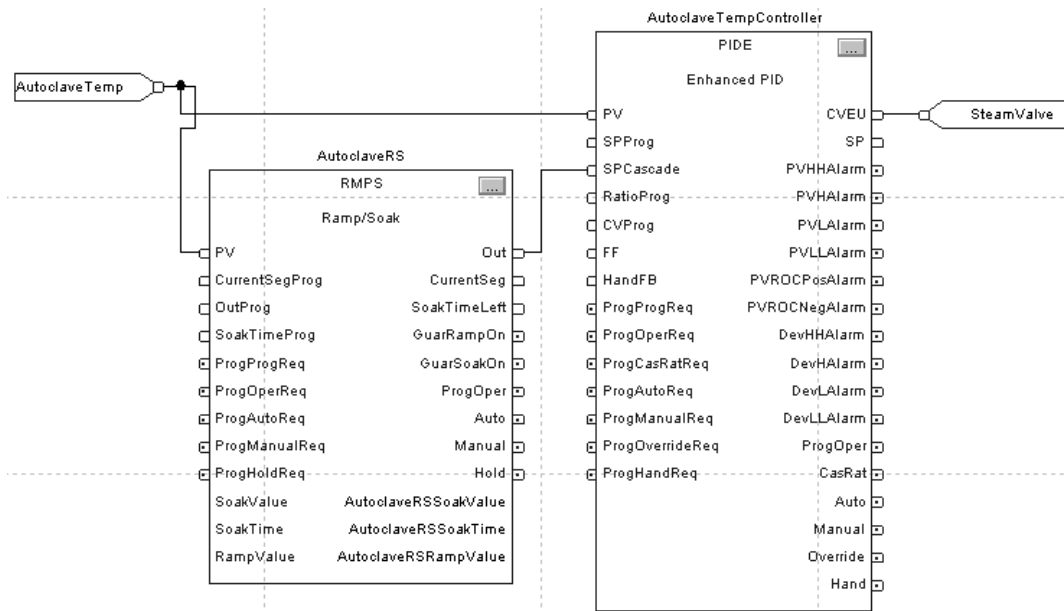 AutoclaveTempController
PIDE
...
Enhanced PID
AutoclaveTemp
PV CVEU
SteamValve
SPProg SP
SPCascade PVHHAlarm
RatioProg PVHAlarm
CVProg PVLAlarm
FF PVLLAlarm
HandFB PVROCPosAlarm
ProgProgReq PVROCNegAlarm
ProgOperReq DevHHAlarm
ProgCasRatReq DevHAlarm
ProgAutoReq DevLAlarm
ProgManualReq DevLLAlarm
ProgOverrideReq ProgOper
ProgHandReq CasRat
Auto
Manual
Override
Hand
AutoclaveRS
RMPS
...
Ramp/Soak
PV Out
CurrentSegProg CurrentSeg
OutProg SoakTimeLeft
SoakTimeProg GuarRampOn
ProgProgReq GuarSoakOn
ProgOperReq ProgOper
ProgAutoReq Auto
ProgManualReq Manual
ProgHoldReq Hold
SoakValue AutoclaveRSSoakValue
SoakTime AutoclaveRSSoakTime
RampValue AutoclaveRSRampValue